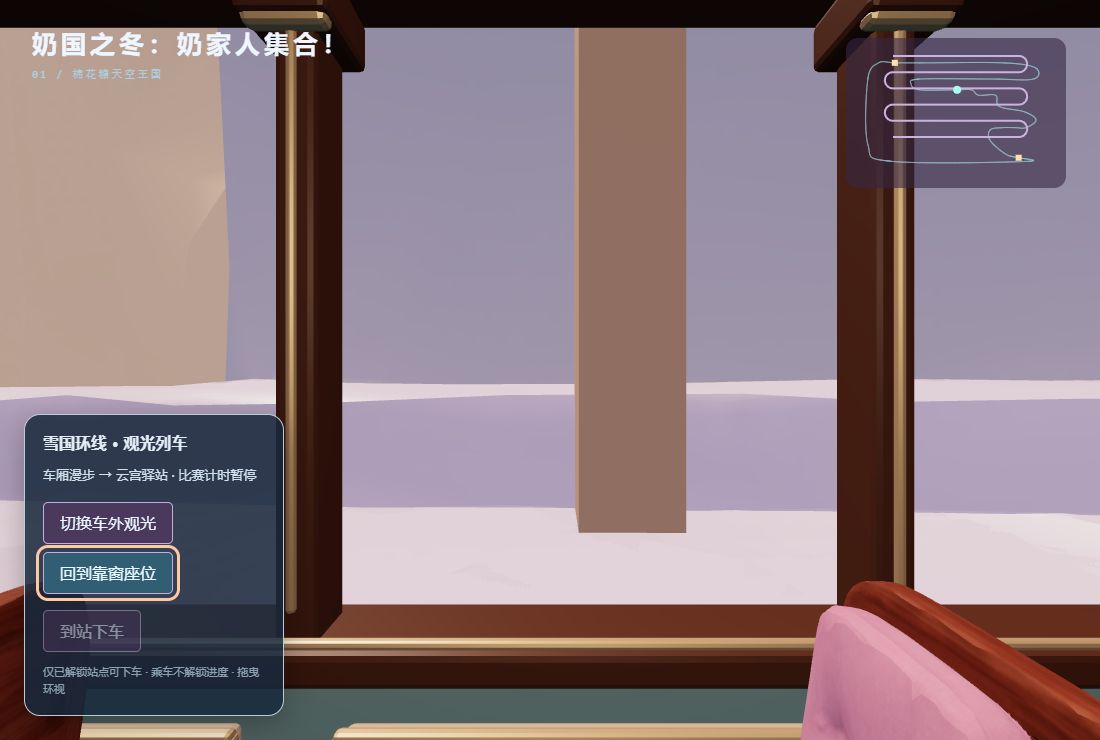 奶国之冬：奶家人集合！
01 / 棉花糖天空王国
雪国环线 • 观光列车
车厢漫步 → 云宫驿站 · 比赛计时暂停
切换车外观光
回到靠窗座位
到站下车
仅已解锁站点可下车 · 乘车不解锁进度 · 拖曳
环视